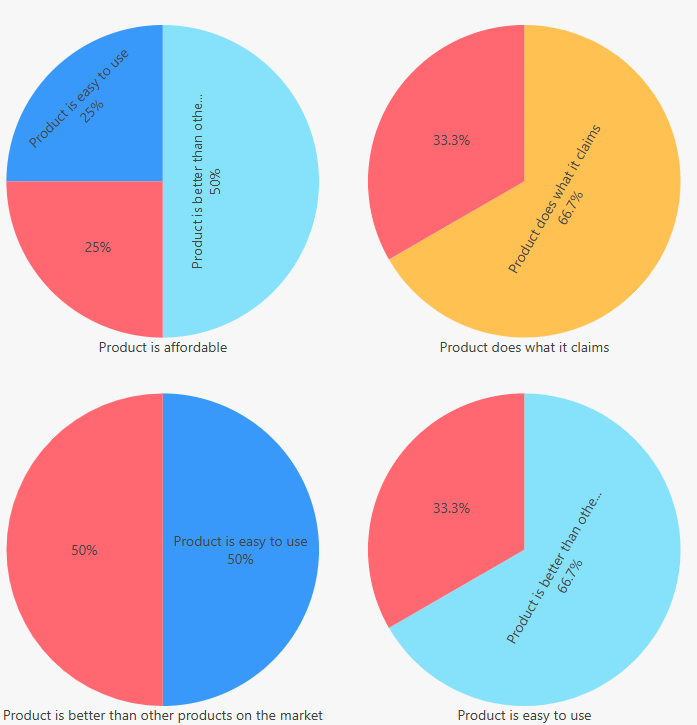 Product is easy to use
25%
Product is better than othe...
50%
25%
Product is affordable
33.3%
Product does what it claims
66.7%
Product does what it claims
50%
Product is easy to use
50%
Product is better than other products on the market
33.3%
Product is better than othe...
66.7%
Product is easy to use